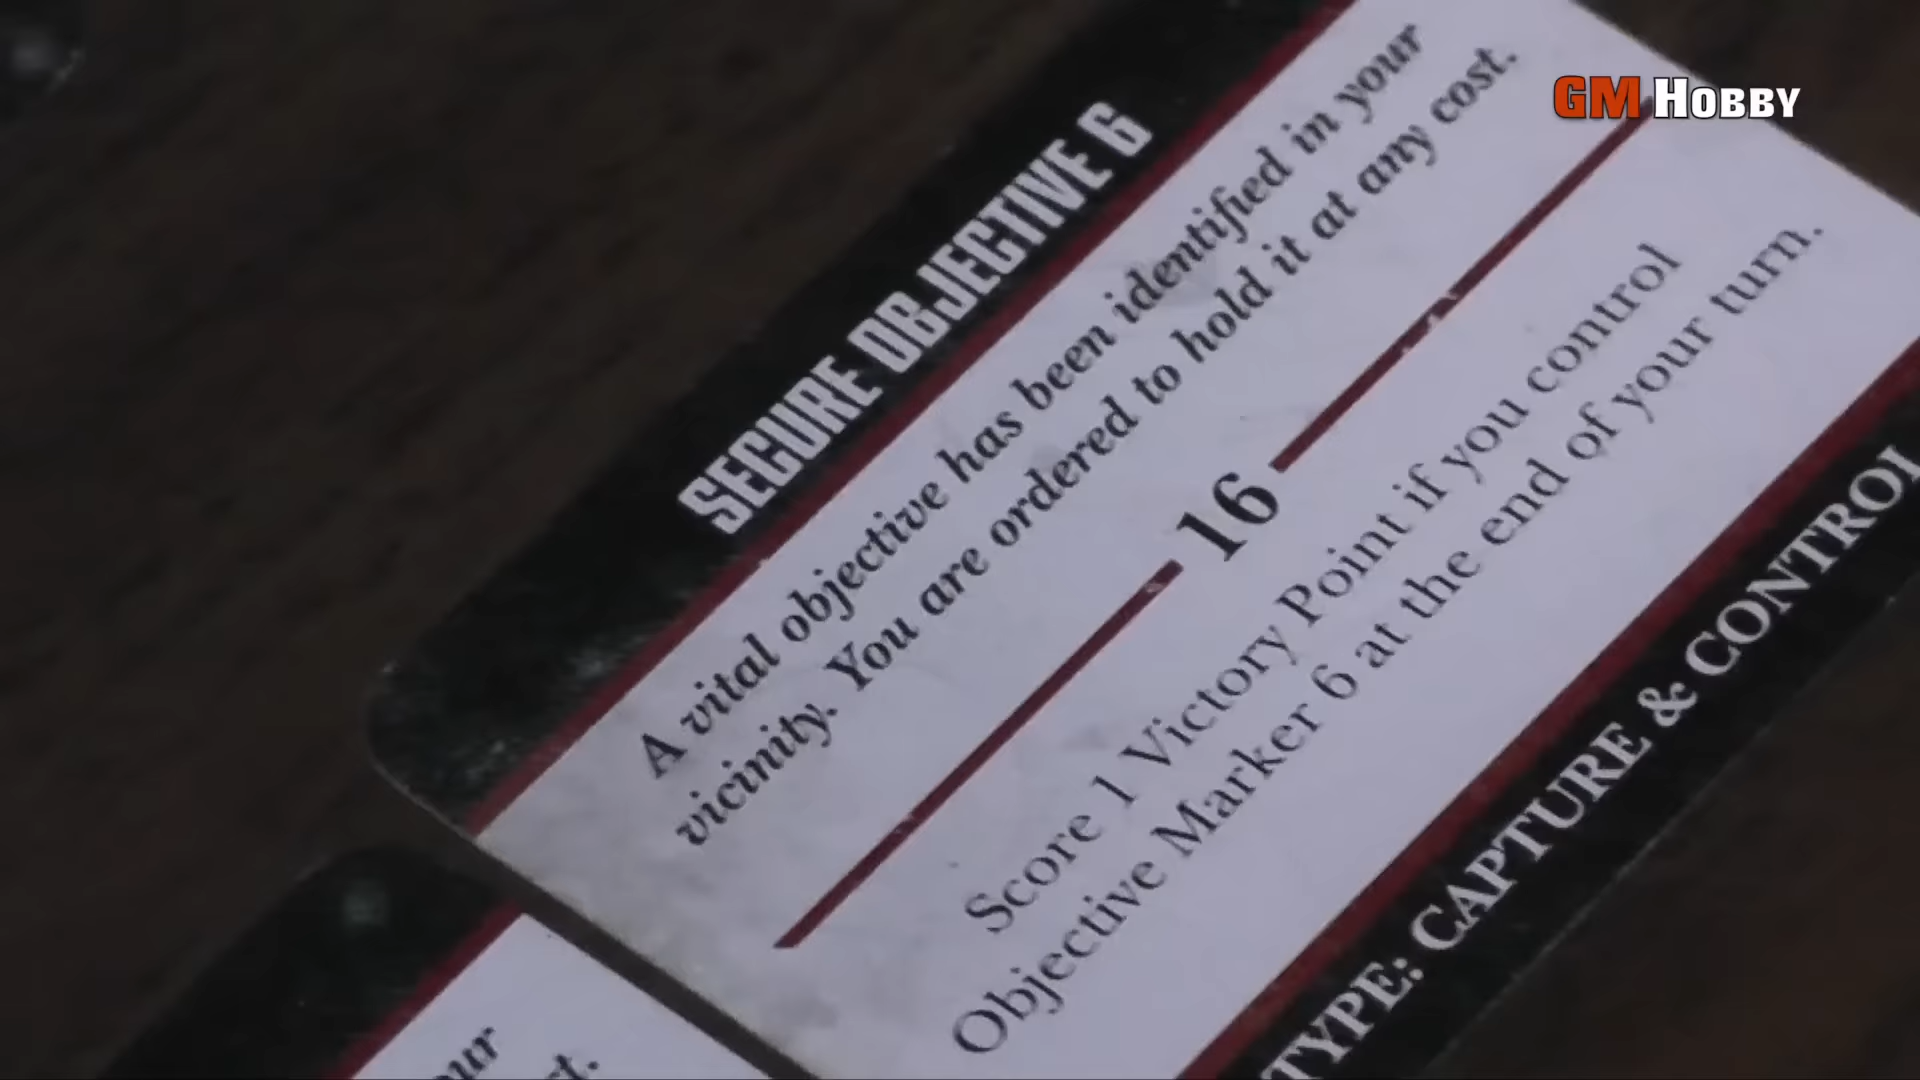 GM HOBBY
SECURE OBJECTIVE 6
A vital objective has been identified in your
vicinity. You are ordered to hold it at any cost.
16
Score 1 Victory Point if you control
Objective Marker 6 at the end of your turn.
TYPE: CAPTURE & CONTROL